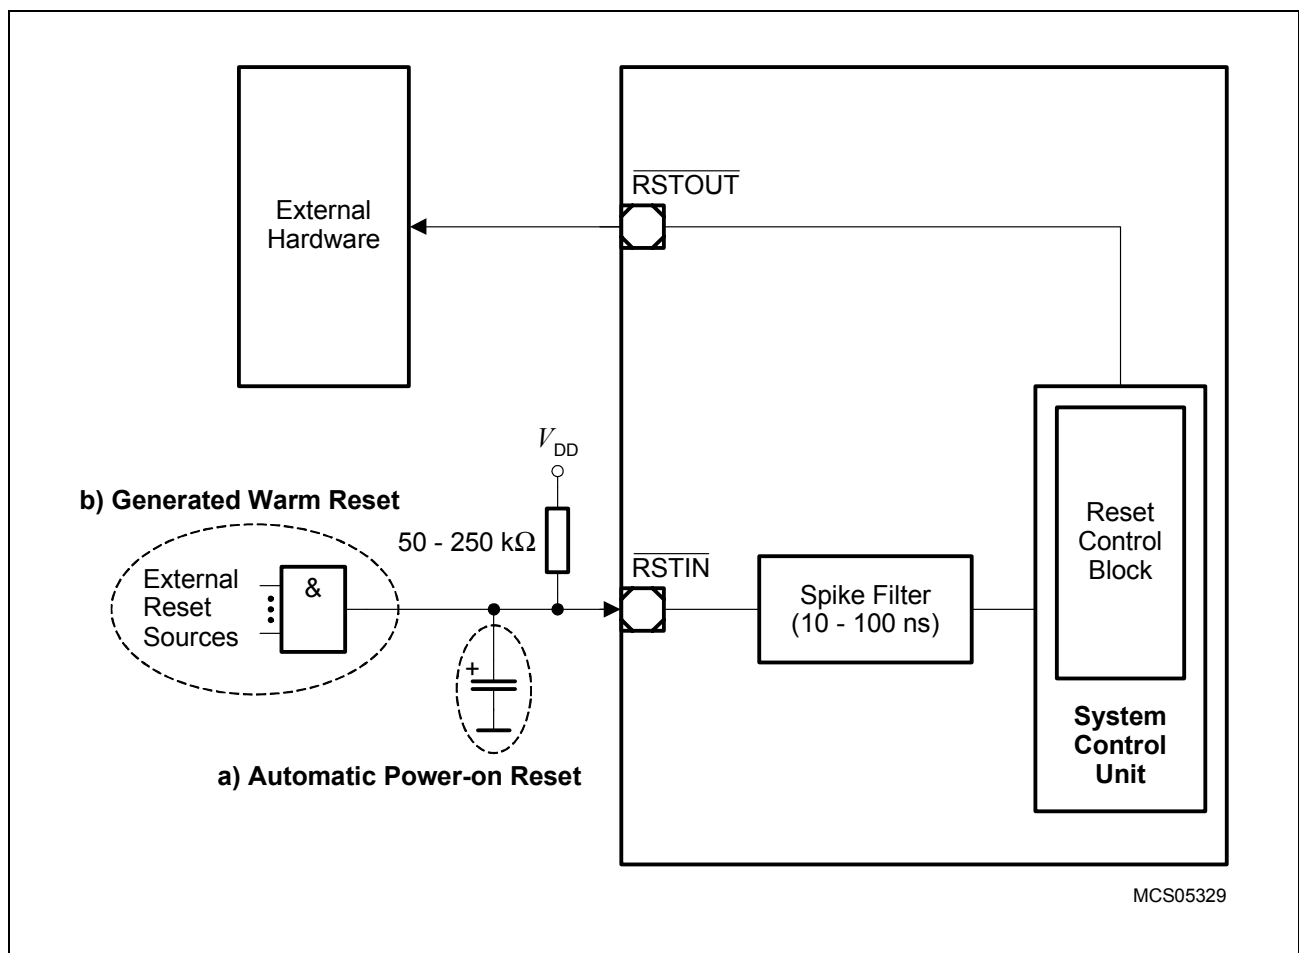 External
Hardware
RSTOUT
V DD
b) Generated Warm Reset
50 - 250 kΩ
External
Reset
Sources
&
RSTIN
Spike Filter
(10 - 100 ns)
Reset
Control
Block
+
System
Control
Unit
a) Automatic Power-on Reset
MCS05329